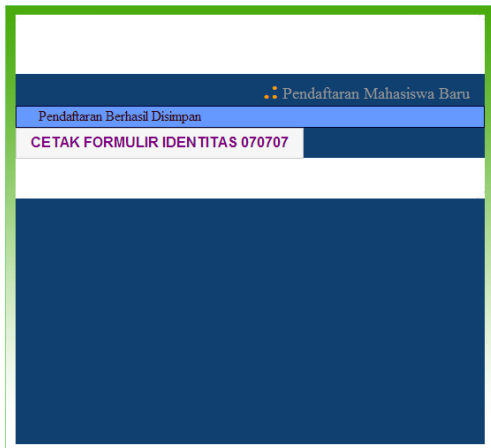 Pendaftaran Mahasiswa Baru
Pendaftaran Berhasil Disimpan
CETAK FORMULIR IDENTITAS 070707